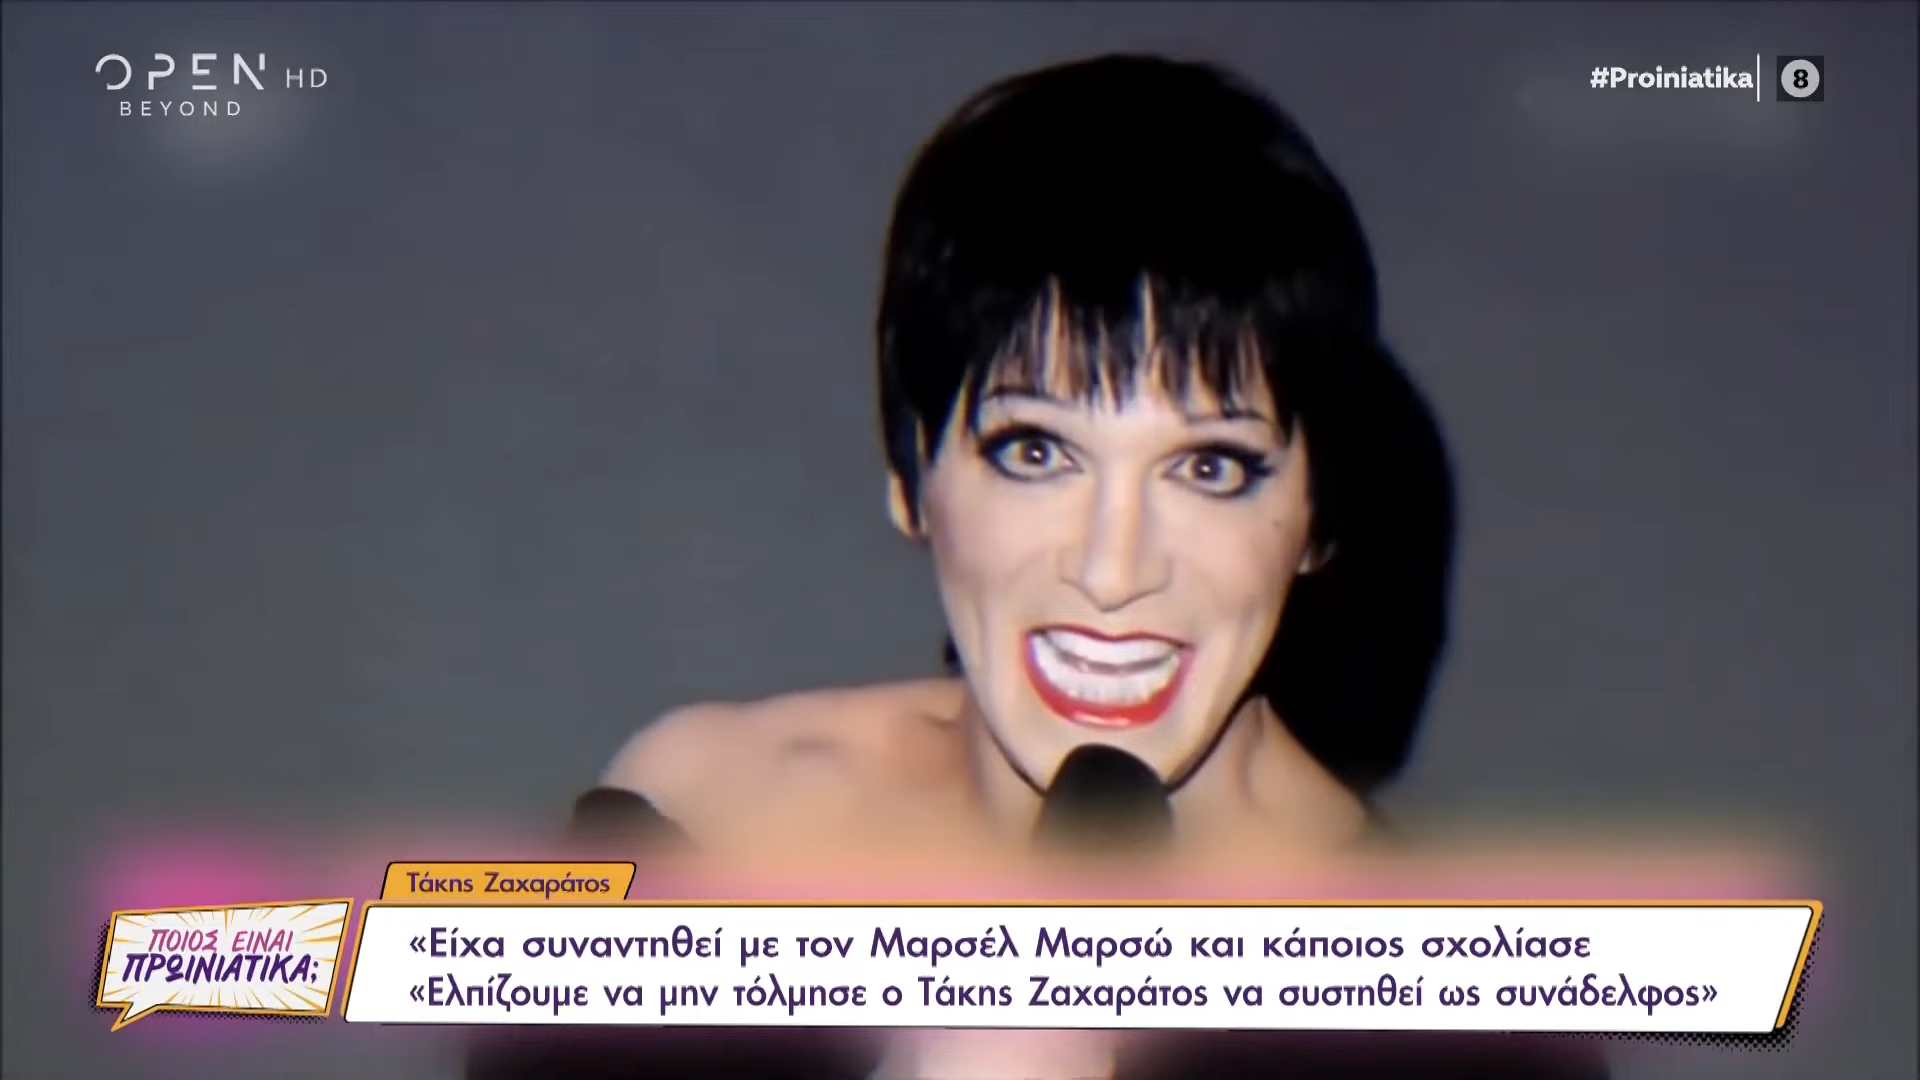 OPEN HD
BEYOND
#Proiniatika
8
Τάκης Ζαχαράτος
ΠΟΙΟΣ ΕΙΝΑΙ
ΠΡΩΙΝΙΑΤΙΚΑ;
«Είχα συναντηθεί με τον Μαρσέλ Μαρσώ και κάποιος σχολίασε
«Ελπίζουμε να μην τόλμησε ο Τάκης Ζαχαράτος να συστηθεί ως συνάδελφος»